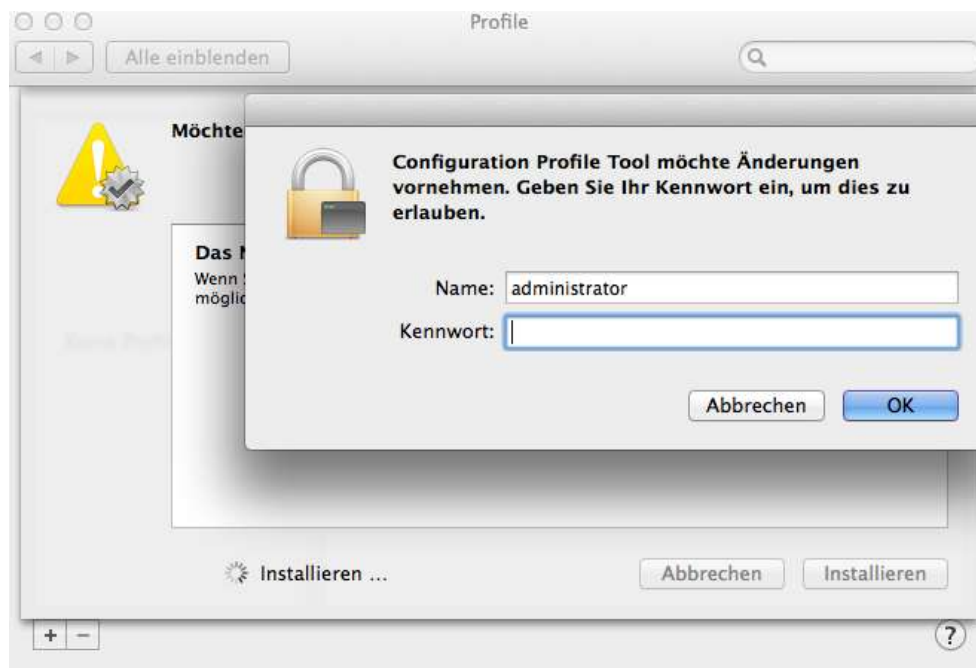 Profile
Alle einblenden
Möchte
Configuration Profile Tool möchte Änderungen
vornehmen. Geben Sie Ihr Kennwort ein, um dies zu
erlauben.
Das
Wenn
möglic
Name: administrator
Kennwort:
Abbrechen OK
Installieren ...
Abbrechen Installieren
+ − ?